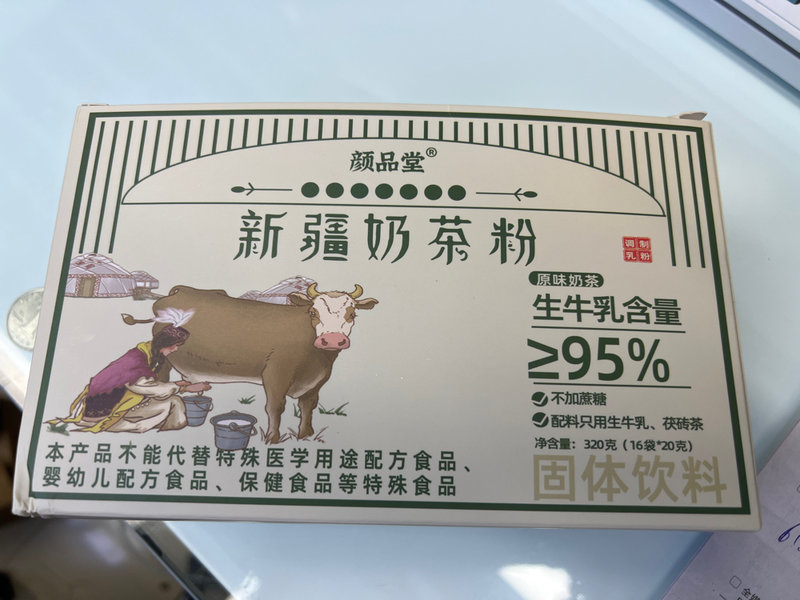 颜品堂®
新疆奶茶粉
调制
乳粉
原味奶茶
生牛乳含量
≥95%
不加蔗糖
配料只用生牛乳、茯砖茶
净含量：320克（16袋*20克）
固体饮料
本产品不能代替特殊医学用途配方食品、
婴幼儿配方食品、保健食品等特殊食品